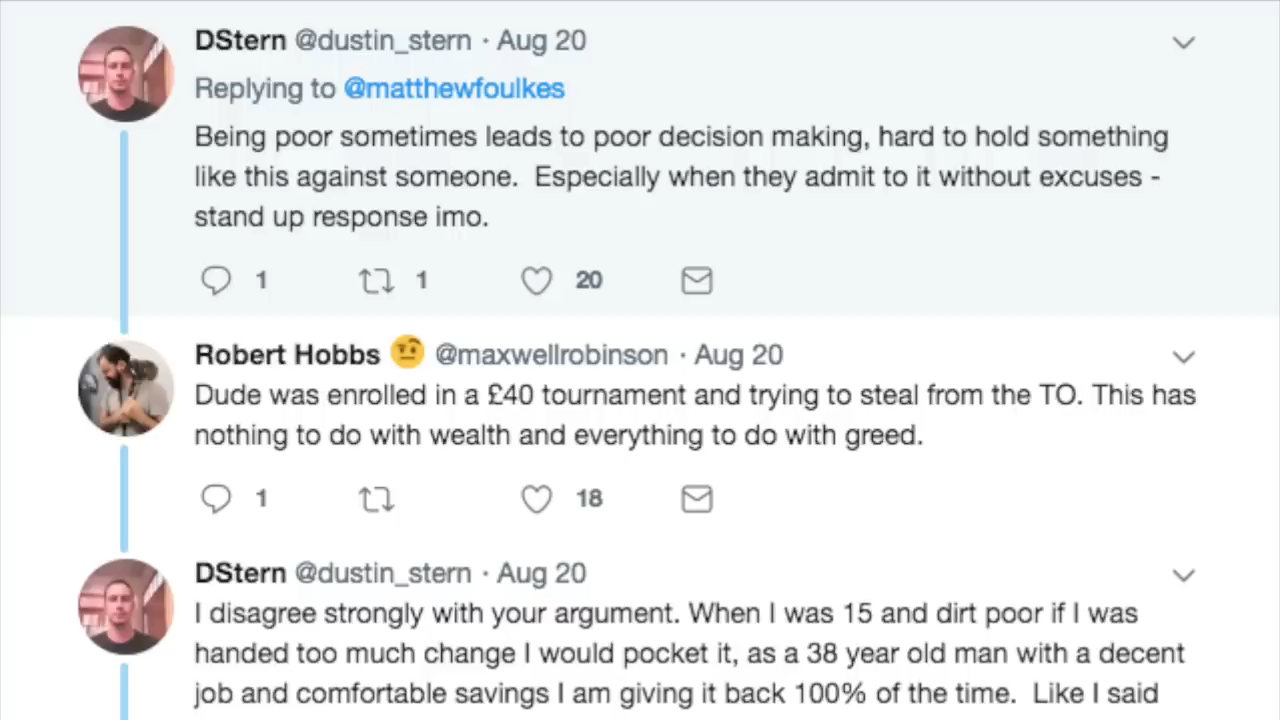 DStern @dustin_stern · Aug 20
Replying to @matthewfoulkes
Being poor sometimes leads to poor decision making, hard to hold something
like this against someone.  Especially when they admit to it without excuses -
stand up response imo.
1 1 20
Robert Hobbs 🤨 @maxwellrobinson · Aug 20
Dude was enrolled in a £40 tournament and trying to steal from the TO. This has
nothing to do with wealth and everything to do with greed.
1 18
DStern @dustin_stern · Aug 20
I disagree strongly with your argument. When I was 15 and dirt poor if I was
handed too much change I would pocket it, as a 38 year old man with a decent
job and comfortable savings I am giving it back 100% of the time.  Like I said